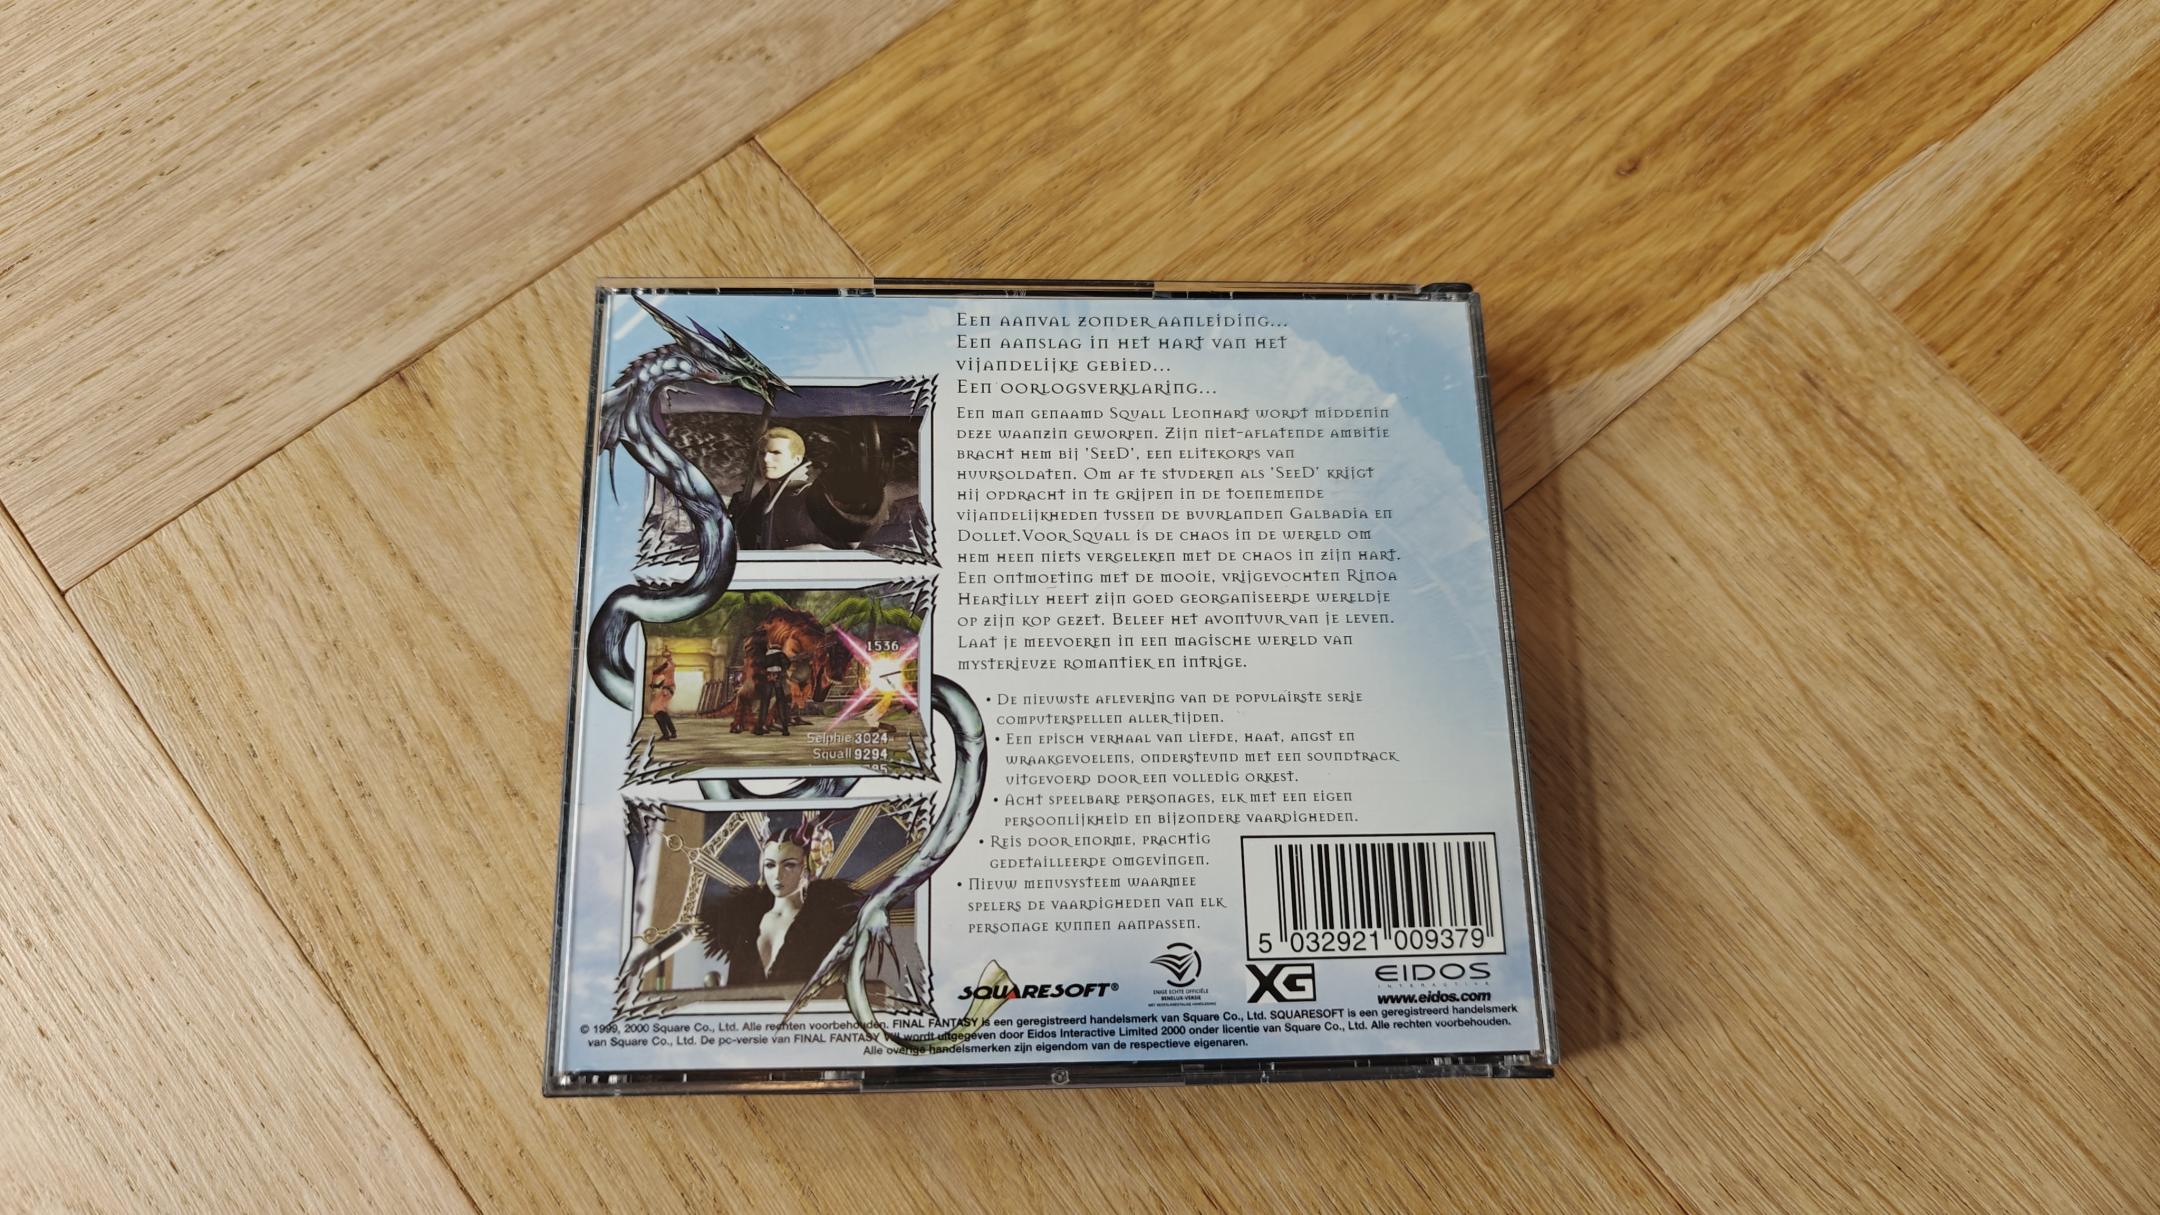 Een aanval zonder aanleiding...
Een aanslag in het hart van het
vijandelijke gebied...
Een oorlogsverklaring...
Een man genaamd Squall Leonhart wordt middenin
deze waanzin geworpen. Zijn niet-aflatende ambitie
bracht hem bij 'SeeD', een elitekorps van
huursoldaten. Om af te studeren als 'SeeD' krijgt
hij opdracht in te grijpen in de toenemende
vijandelijkheden tussen de buurlanden Galbadia en
Dollet. Voor Squall is de chaos in de wereld om
hem heen niets vergeleken met de chaos in zijn hart.
Een ontmoeting met de mooie, vrijgevochten Rinoa
Heartilly heeft zijn goed georganiseerde wereldje
op zijn kop gezet. Beleef het avontuur van je leven.
Laat je meevoeren in een magische wereld van
mysterieuze romantiek en intrige.
1536
Selphie 3024
Squall 9294
• De nieuwste aflevering van de populairste serie
computerspellen aller tijden.
• Een episch verhaal van liefde, haat, angst en
wraakgevoelens, ondersteund met een soundtrack
uitgevoerd door een volledig orkest.
• Acht speelbare personages, elk met een eigen
persoonlijkheid en bijzondere vaardigheden.
• Reis door enorme, prachtig
gedetailleerde omgevingen.
• Nieuw menusysteem waarmee
spelers de vaardigheden van elk
personage kunnen aanpassen.
5 032921 009379
SQUARESOFT®
ENIGE ECHTE OFFICIËLE
BENELUX-VERSIE
MET NEDERLANDSTALIGE HANDLEIDING
XG
EIDOS
INTERACTIVE
www.eidos.com
© 1999, 2000 Square Co., Ltd. Alle rechten voorbehouden. FINAL FANTASY is een geregistreerd handelsmerk van Square Co., Ltd. SQUARESOFT is een geregistreerd handelsmerk
van Square Co., Ltd. De pc-versie van FINAL FANTASY VIII wordt uitgegeven door Eidos Interactive Limited 2000 onder licentie van Square Co., Ltd. Alle rechten voorbehouden.
Alle overige handelsmerken zijn eigendom van de respectieve eigenaren.